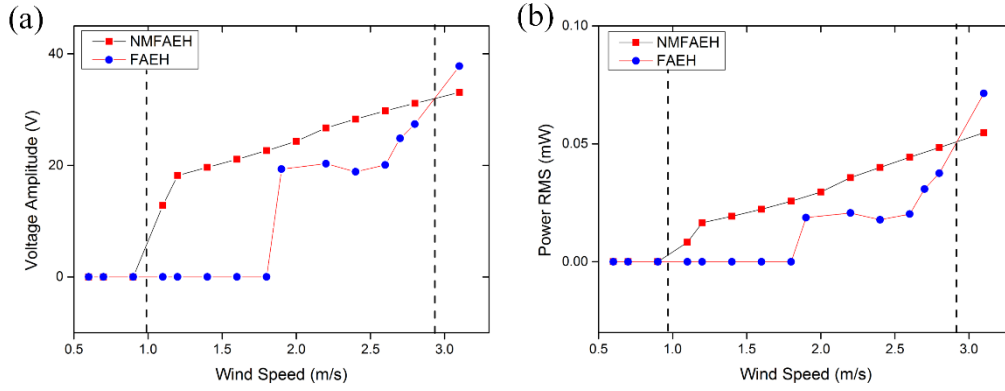 (a)
NMFAEH
FAEH
Voltage Amplitude (V)
40
20
0
0.5 1.0 1.5 2.0 2.5 3.0
Wind Speed (m/s)
(b)
NMFAEH
FAEH
Power RMS (mW)
0.10
0.05
0.00
0.5 1.0 1.5 2.0 2.5 3.0
Wind Speed (m/s)